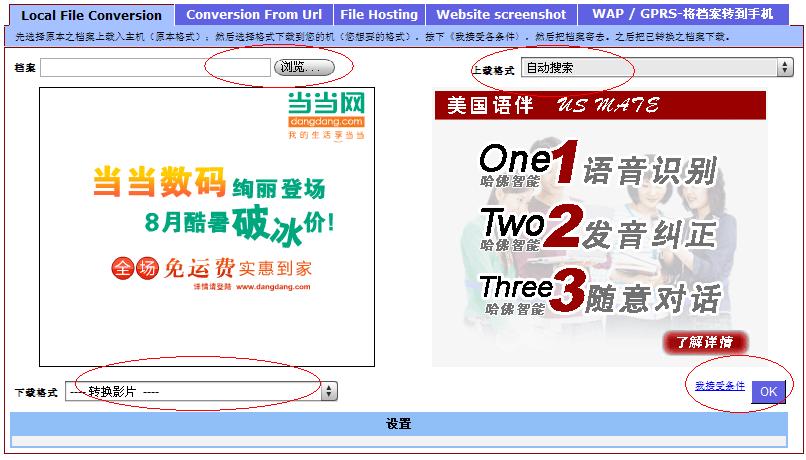 Local File Conversion
Conversion From Url
File Hosting
Website screenshot
WAP / GPRS-将档案转到手机
先选择原本之档案上载入主机（原本格式）；然后选择格式下载到您的机（您想要的格式）．按下《我接受各条件》．然后把档案寄去．之后把已转换之档案下载．
档案
浏览...
上载格式
自动搜索
当当网
dangdang.com
我的生活享当当
当当数码 绚丽登场
8月酷暑破冰价!
全场免运费实惠到家
详情请登陆 www.dangdang.com
美国语伴 US MATE
One 1 语音识别
哈佛智能
Two 2 发音纠正
哈佛智能
Three 3 随意对话
哈佛智能
了解详情
下载格式
---- 转换影片 ----
我接受条件
OK
设置